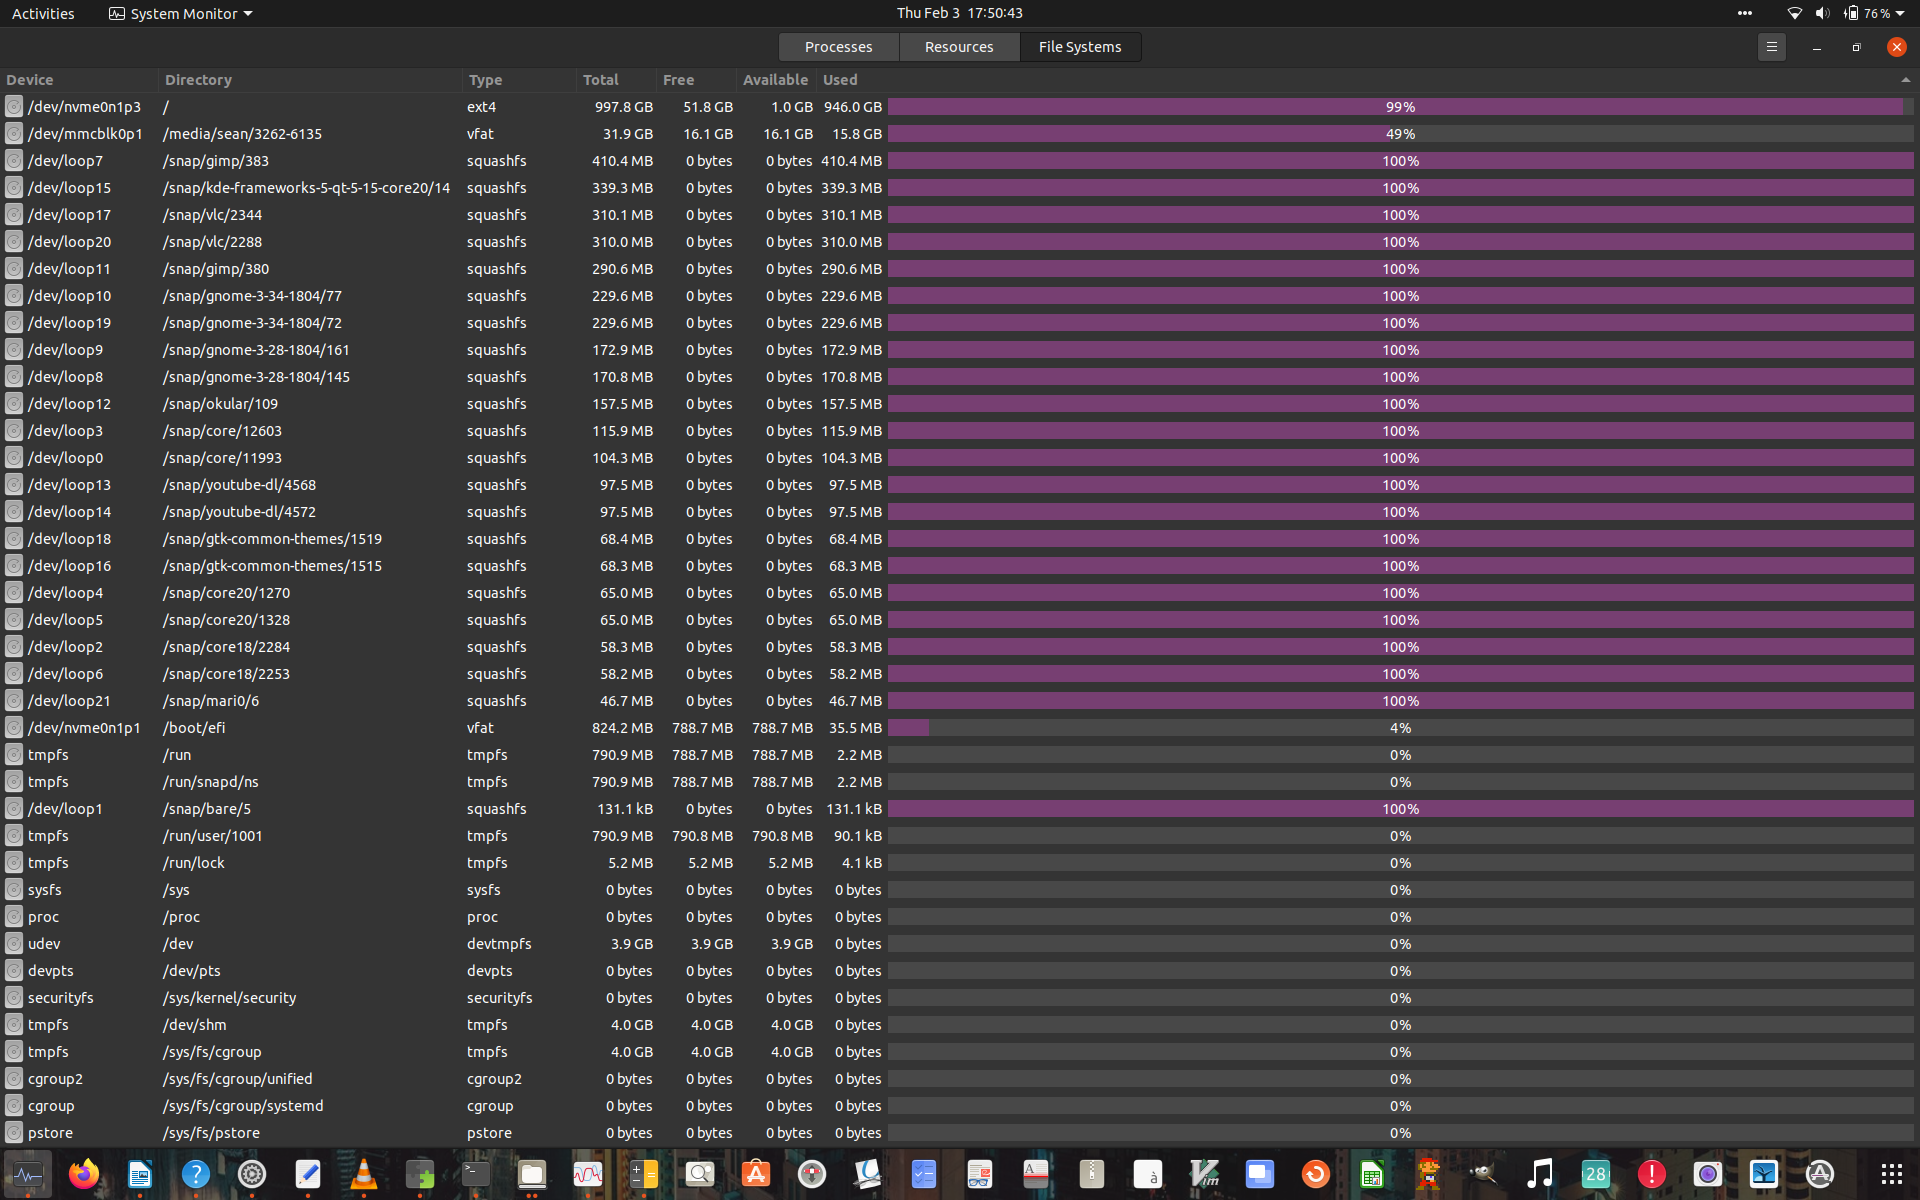 Activities System Monitor Thu Feb 3 17:50:43 76 %
Processes Resources File Systems
Device Directory Type Total Free Available Used
/dev/nvme0n1p3 / ext4 997.8 GB 51.8 GB 1.0 GB 946.0 GB 99%
/dev/mmcblk0p1 /media/sean/3262-6135 vfat 31.9 GB 16.1 GB 16.1 GB 15.8 GB 49%
/dev/loop7 /snap/gimp/383 squashfs 410.4 MB 0 bytes 0 bytes 410.4 MB 100%
/dev/loop15 /snap/kde-frameworks-5-qt-5-15-core20/14 squashfs 339.3 MB 0 bytes 0 bytes 339.3 MB 100%
/dev/loop17 /snap/vlc/2344 squashfs 310.1 MB 0 bytes 0 bytes 310.1 MB 100%
/dev/loop20 /snap/vlc/2288 squashfs 310.0 MB 0 bytes 0 bytes 310.0 MB 100%
/dev/loop11 /snap/gimp/380 squashfs 290.6 MB 0 bytes 0 bytes 290.6 MB 100%
/dev/loop10 /snap/gnome-3-34-1804/77 squashfs 229.6 MB 0 bytes 0 bytes 229.6 MB 100%
/dev/loop19 /snap/gnome-3-34-1804/72 squashfs 229.6 MB 0 bytes 0 bytes 229.6 MB 100%
/dev/loop9 /snap/gnome-3-28-1804/161 squashfs 172.9 MB 0 bytes 0 bytes 172.9 MB 100%
/dev/loop8 /snap/gnome-3-28-1804/145 squashfs 170.8 MB 0 bytes 0 bytes 170.8 MB 100%
/dev/loop12 /snap/okular/109 squashfs 157.5 MB 0 bytes 0 bytes 157.5 MB 100%
/dev/loop3 /snap/core/12603 squashfs 115.9 MB 0 bytes 0 bytes 115.9 MB 100%
/dev/loop0 /snap/core/11993 squashfs 104.3 MB 0 bytes 0 bytes 104.3 MB 100%
/dev/loop13 /snap/youtube-dl/4568 squashfs 97.5 MB 0 bytes 0 bytes 97.5 MB 100%
/dev/loop14 /snap/youtube-dl/4572 squashfs 97.5 MB 0 bytes 0 bytes 97.5 MB 100%
/dev/loop18 /snap/gtk-common-themes/1519 squashfs 68.4 MB 0 bytes 0 bytes 68.4 MB 100%
/dev/loop16 /snap/gtk-common-themes/1515 squashfs 68.3 MB 0 bytes 0 bytes 68.3 MB 100%
/dev/loop4 /snap/core20/1270 squashfs 65.0 MB 0 bytes 0 bytes 65.0 MB 100%
/dev/loop5 /snap/core20/1328 squashfs 65.0 MB 0 bytes 0 bytes 65.0 MB 100%
/dev/loop2 /snap/core18/2284 squashfs 58.3 MB 0 bytes 0 bytes 58.3 MB 100%
/dev/loop6 /snap/core18/2253 squashfs 58.2 MB 0 bytes 0 bytes 58.2 MB 100%
/dev/loop21 /snap/mari0/6 squashfs 46.7 MB 0 bytes 0 bytes 46.7 MB 100%
/dev/nvme0n1p1 /boot/efi vfat 824.2 MB 788.7 MB 788.7 MB 35.5 MB 4%
tmpfs /run tmpfs 790.9 MB 788.7 MB 788.7 MB 2.2 MB 0%
tmpfs /run/snapd/ns tmpfs 790.9 MB 788.7 MB 788.7 MB 2.2 MB 0%
/dev/loop1 /snap/bare/5 squashfs 131.1 kB 0 bytes 0 bytes 131.1 kB 100%
tmpfs /run/user/1001 tmpfs 790.9 MB 790.8 MB 790.8 MB 90.1 kB 0%
tmpfs /run/lock tmpfs 5.2 MB 5.2 MB 5.2 MB 4.1 kB 0%
sysfs /sys sysfs 0 bytes 0 bytes 0 bytes 0 bytes 0%
proc /proc proc 0 bytes 0 bytes 0 bytes 0 bytes 0%
udev /dev devtmpfs 3.9 GB 3.9 GB 3.9 GB 0 bytes 0%
devpts /dev/pts devpts 0 bytes 0 bytes 0 bytes 0 bytes 0%
securityfs /sys/kernel/security securityfs 0 bytes 0 bytes 0 bytes 0 bytes 0%
tmpfs /dev/shm tmpfs 4.0 GB 4.0 GB 4.0 GB 0 bytes 0%
tmpfs /sys/fs/cgroup tmpfs 4.0 GB 4.0 GB 4.0 GB 0 bytes 0%
cgroup2 /sys/fs/cgroup/unified cgroup2 0 bytes 0 bytes 0 bytes 0 bytes 0%
cgroup /sys/fs/cgroup/systemd cgroup 0 bytes 0 bytes 0 bytes 0 bytes 0%
pstore /sys/fs/pstore pstore 0 bytes 0 bytes 0 bytes 0 bytes 0%
? A à Vim 28 !